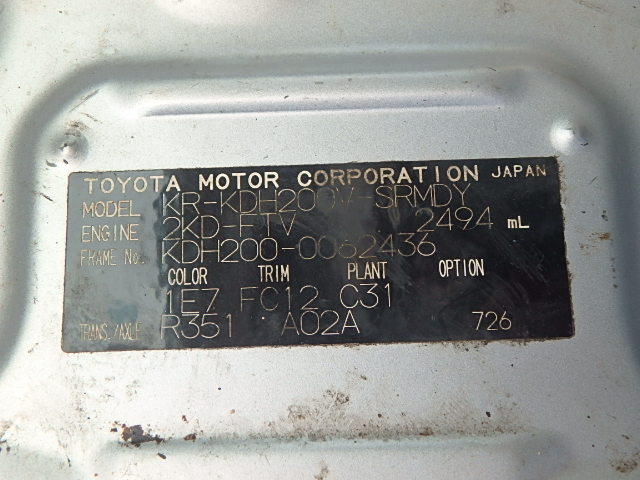 TOYOTA MOTOR CORPORATION JAPAN
MODEL KR-KDH200V-SRMDY
ENGINE 2KD-FTV 2494 mL
FRAME No. KDH200-0062436
COLOR TRIM PLANT OPTION
1E7 FC12 C31
TRANS./AXLE R351 A02A 726